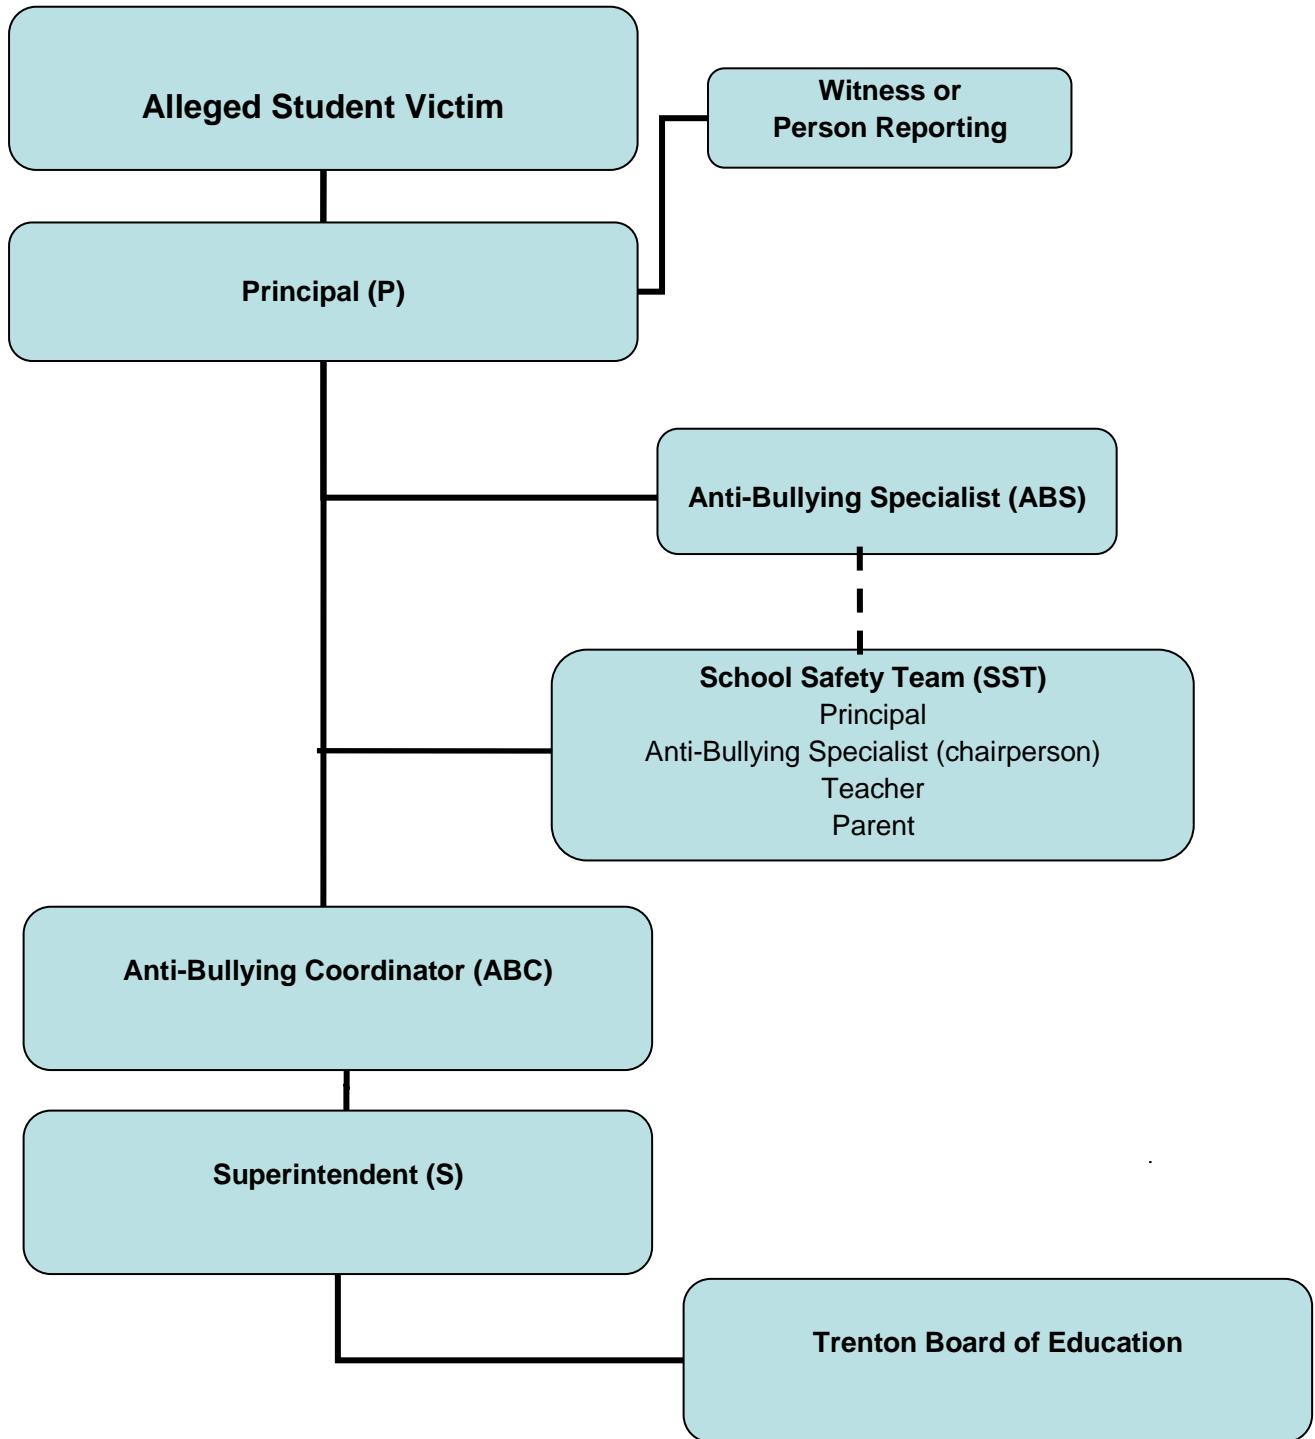 Alleged Student Victim
Witness or
Person Reporting
Principal (P)
Anti-Bullying Specialist (ABS)
School Safety Team (SST)
Principal
Anti-Bullying Specialist (chairperson)
Teacher
Parent
Anti-Bullying Coordinator (ABC)
Superintendent (S)
Trenton Board of Education